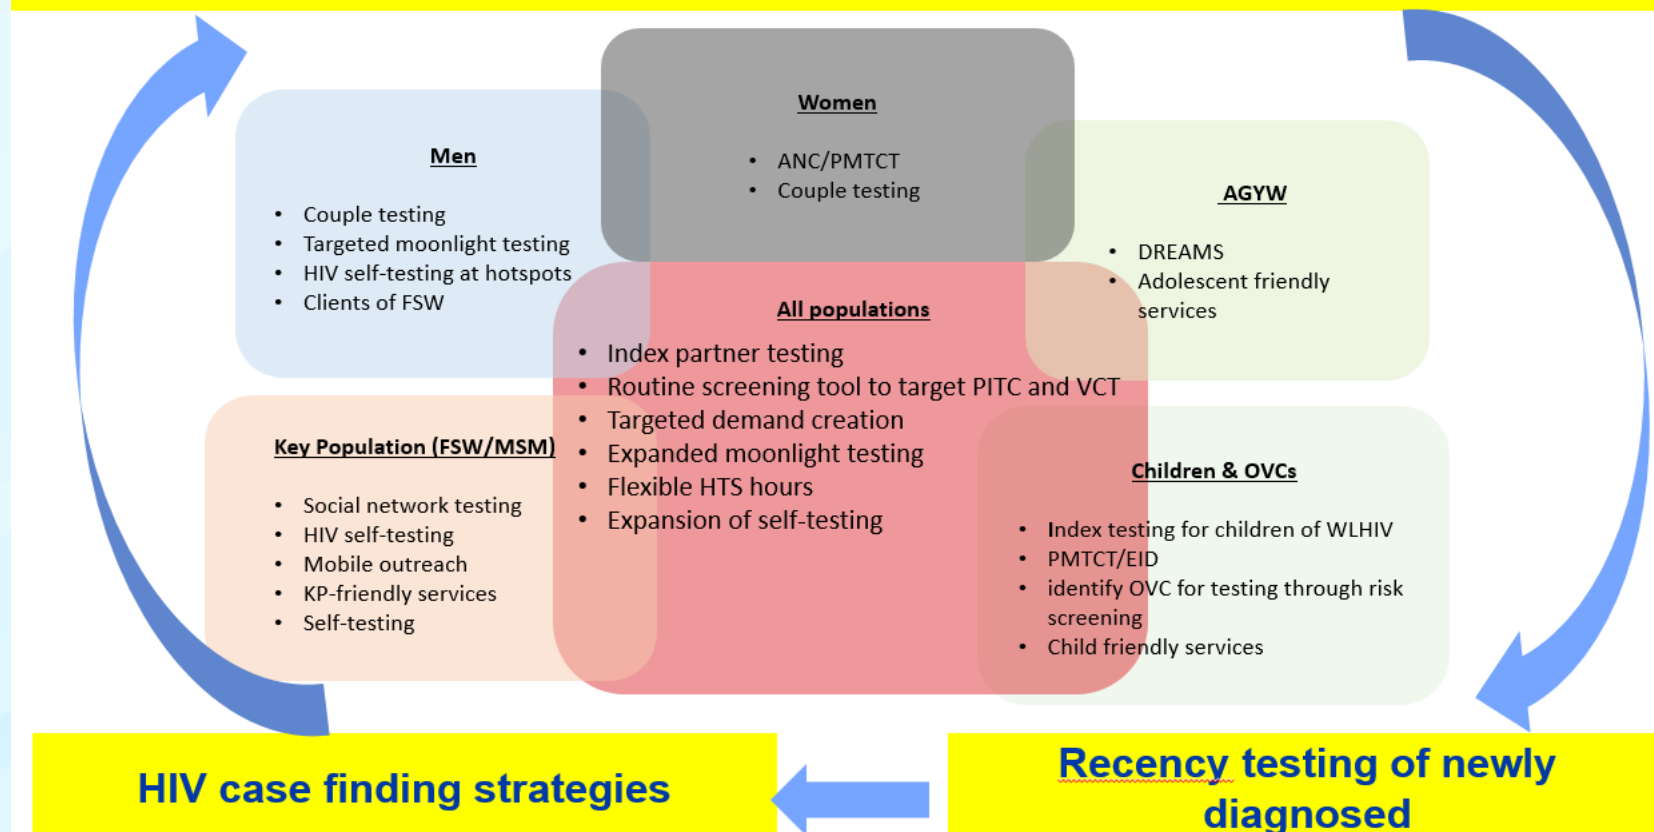 Women
• ANC/PMTCT
• Couple testing
Men
• Couple testing
• Targeted moonlight testing
• HIV self-testing at hotspots
• Clients of FSW
AGYW
• DREAMS
• Adolescent friendly
services
All populations
• Index partner testing
• Routine screening tool to target PITC and VCT
• Targeted demand creation
• Expanded moonlight testing
• Flexible HTS hours
• Expansion of self-testing
Key Population (FSW/MSM)
• Social network testing
• HIV self-testing
• Mobile outreach
• KP-friendly services
• Self-testing
Children & OVCs
• Index testing for children of WLHIV
• PMTCT/EID
• identify OVC for testing through risk
screening
• Child friendly services
HIV case finding strategies
Recency testing of newly
diagnosed